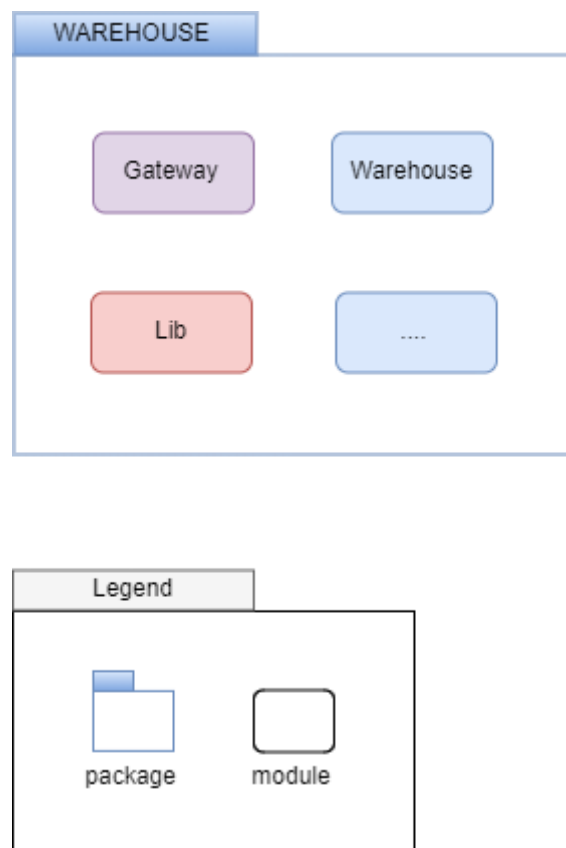 WAREHOUSE
Gateway
Warehouse
Lib
....
Legend
package
module